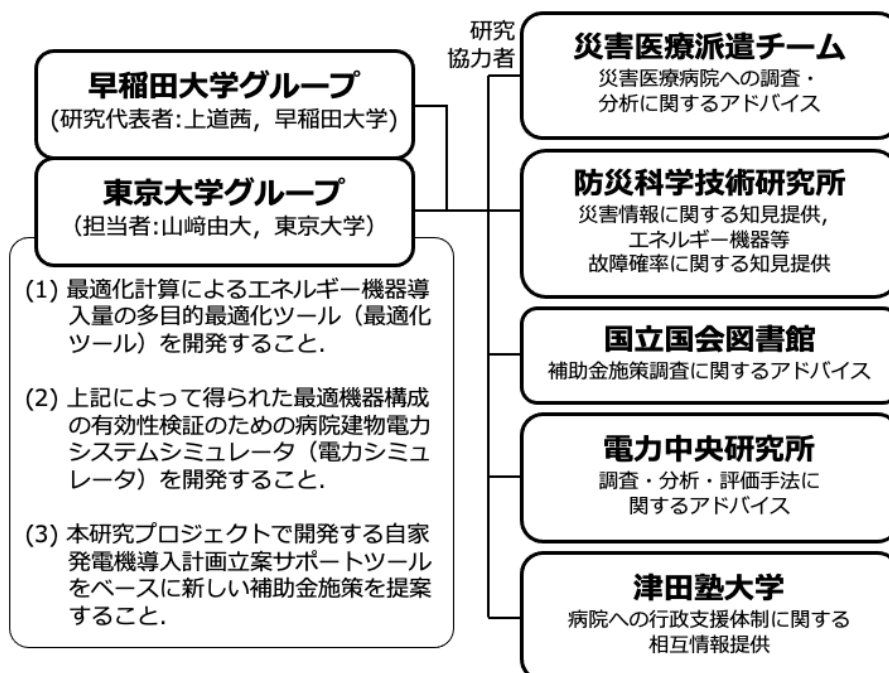 早稲田大学グループ
(研究代表者:上道茜，早稲田大学)
東京大学グループ
(担当者:山﨑由大，東京大学)
(1) 最適化計算によるエネルギー機器導
入量の多目的最適化ツール（最適化
ツール）を開発すること.
(2) 上記によって得られた最適機器構成
の有効性検証のための病院建物電力
システムシミュレータ（電力シミュ
レータ）を開発すること.
(3) 本研究プロジェクトで開発する自家
発電機導入計画立案サポートツール
をベースに新しい補助金施策を提案
すること.
研究
協力者
災害医療派遣チーム
災害医療病院への調査・
分析に関するアドバイス
防災科学技術研究所
災害情報に関する知見提供,
エネルギー機器等
故障確率に関する知見提供
国立国会図書館
補助金施策調査に関するアドバイス
電力中央研究所
調査・分析・評価手法に
関するアドバイス
津田塾大学
病院への行政支援体制に関する
相互情報提供